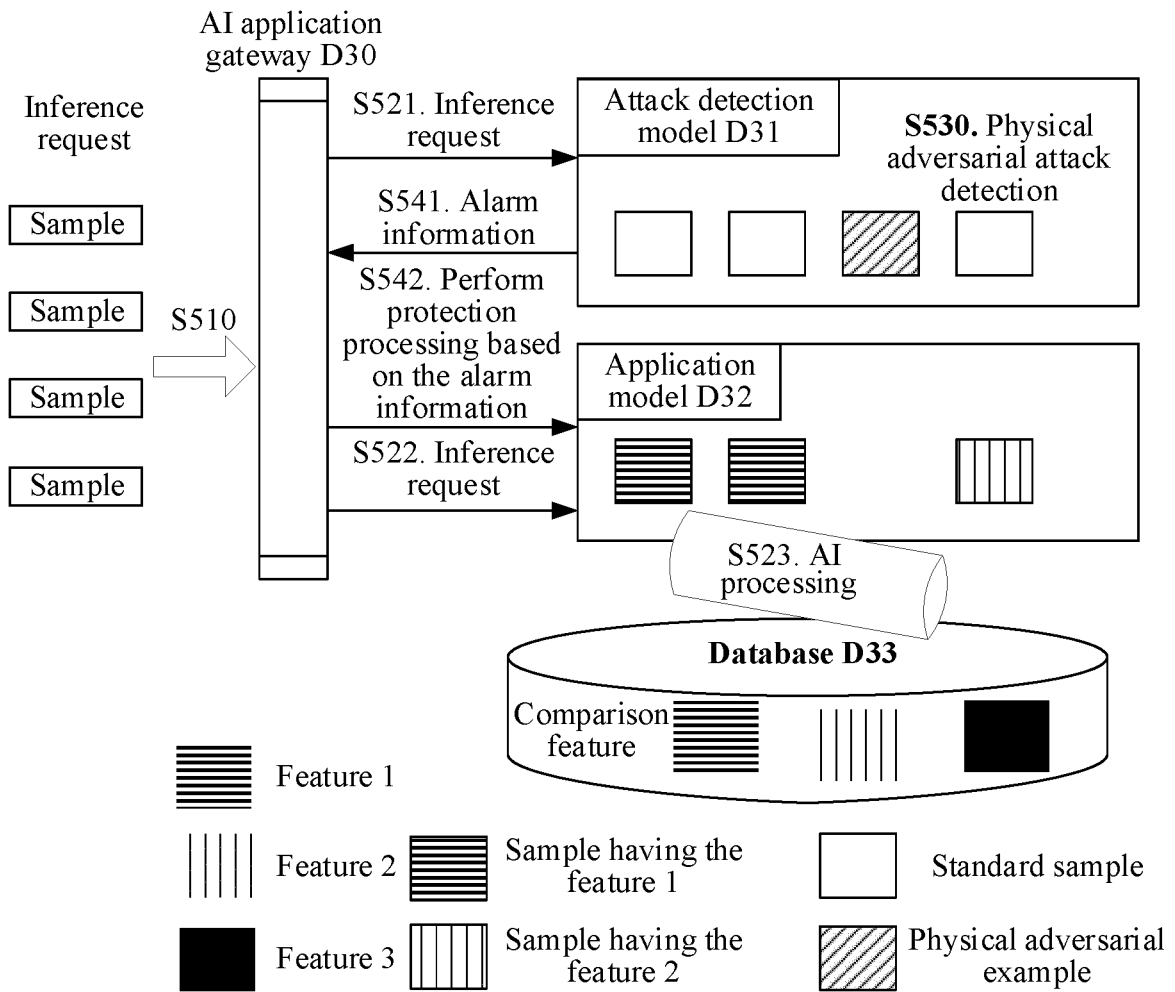 AI application
gateway D30
Inference
request
Sample
Sample
Sample
Sample
S510
S521. Inference
request
S541. Alarm
information
S542. Perform
protection
processing based
on the alarm
information
S522. Inference
request
Attack detection
model D31
S530. Physical
adversarial attack
detection
Application
model D32
S523. AI
processing
Database D33
Comparison
feature
Feature 1
Feature 2
Feature 3
Sample having the
feature 1
Sample having the
feature 2
Standard sample
Physical adversarial
example